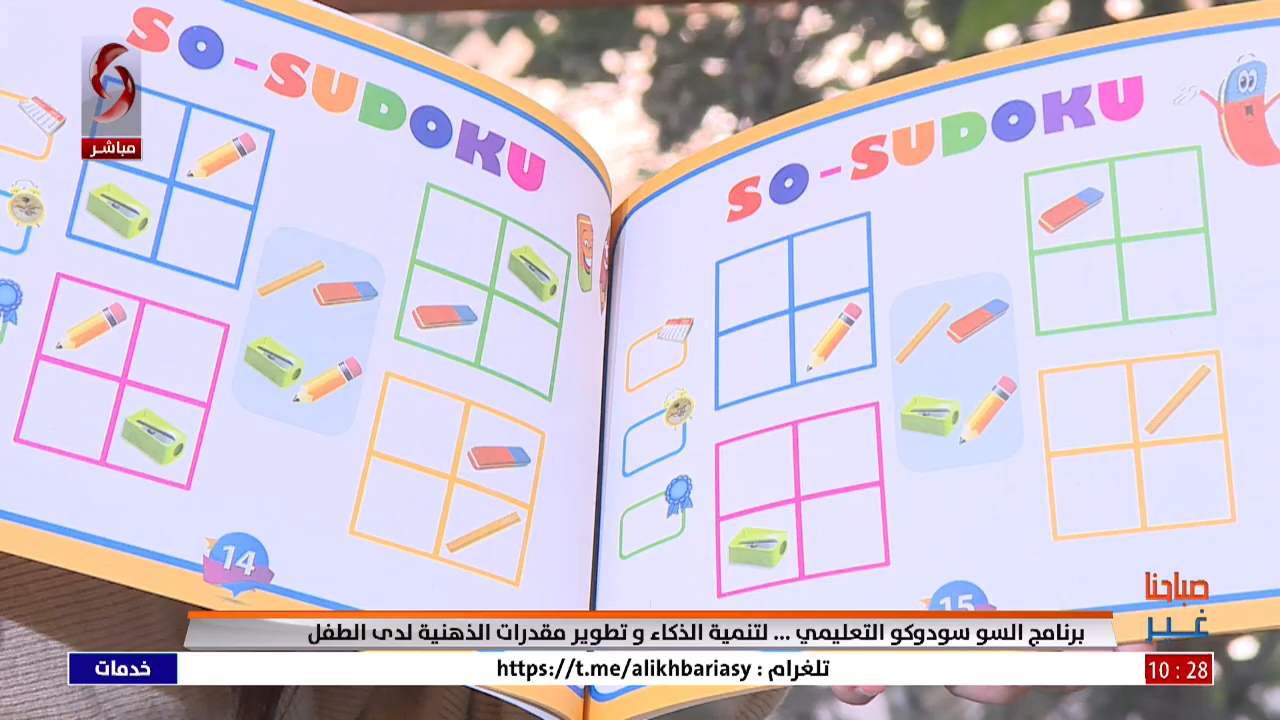 SO-SUDOKU
SO-SUDOKU
مباشر
14
15
صباحنا
غير
برنامج السو سودوكو التعليمي ... لتنمية الذكاء و تطوير مقدرات الذهنية لدى الطفل
خدمات
تلغرام : https://t.me/alikhbariasy
10 : 28